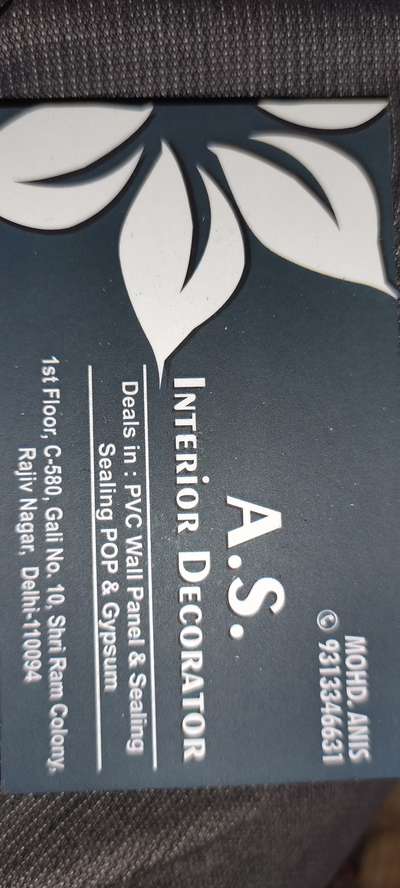 MOHD. ANIS
9313346631
A.S.
INTERIOR DECORATOR
Deals in : PVC Wall Panel & Sealing
Sealing POP & Gypsum
1st Floor, C-580, Gali No. 10, Shri Ram Colony,
Rajiv Nagar, Delhi-110094